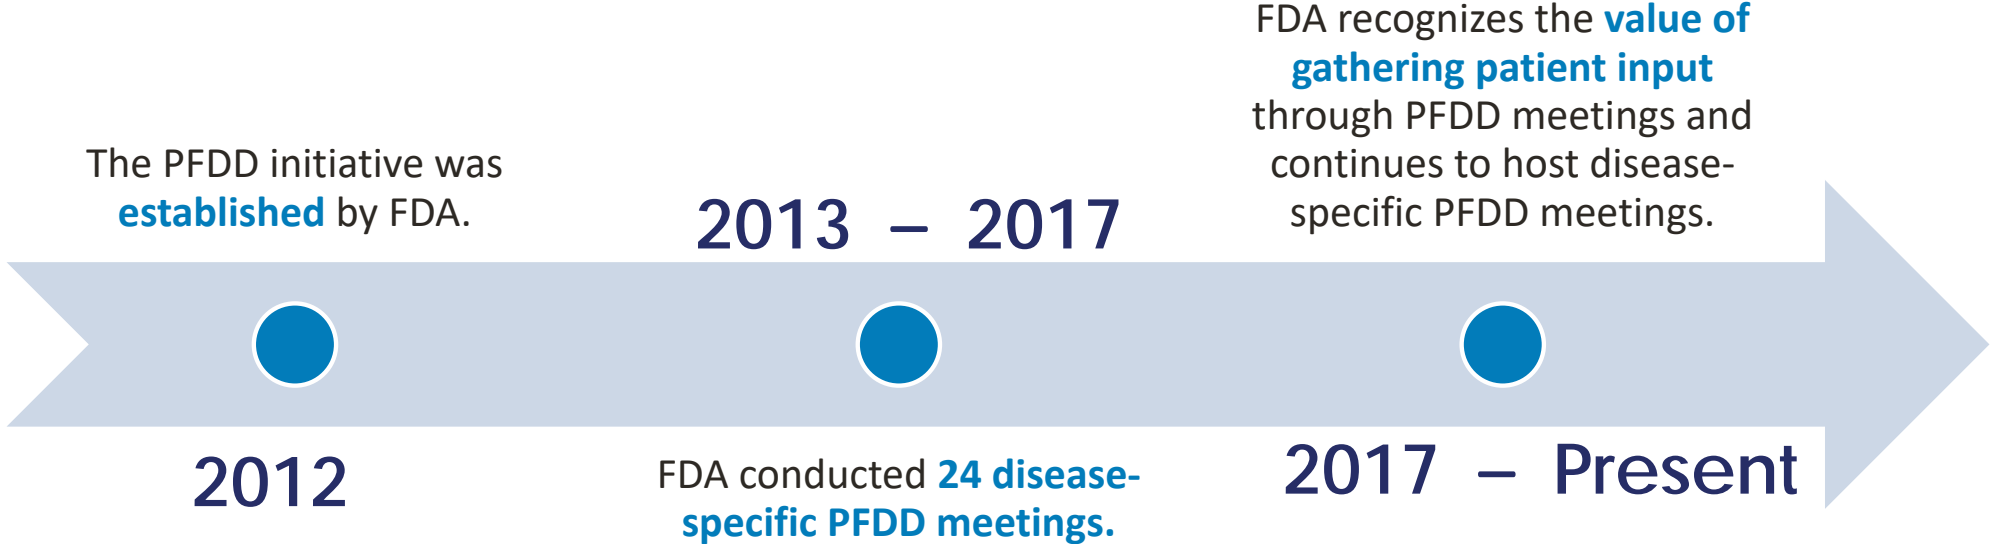 The PFDD initiative was
established by FDA.
2012
2013 – 2017
FDA conducted 24 disease-
specific PFDD meetings.
FDA recognizes the value of
gathering patient input
through PFDD meetings and
continues to host disease-
specific PFDD meetings.
2017 – Present